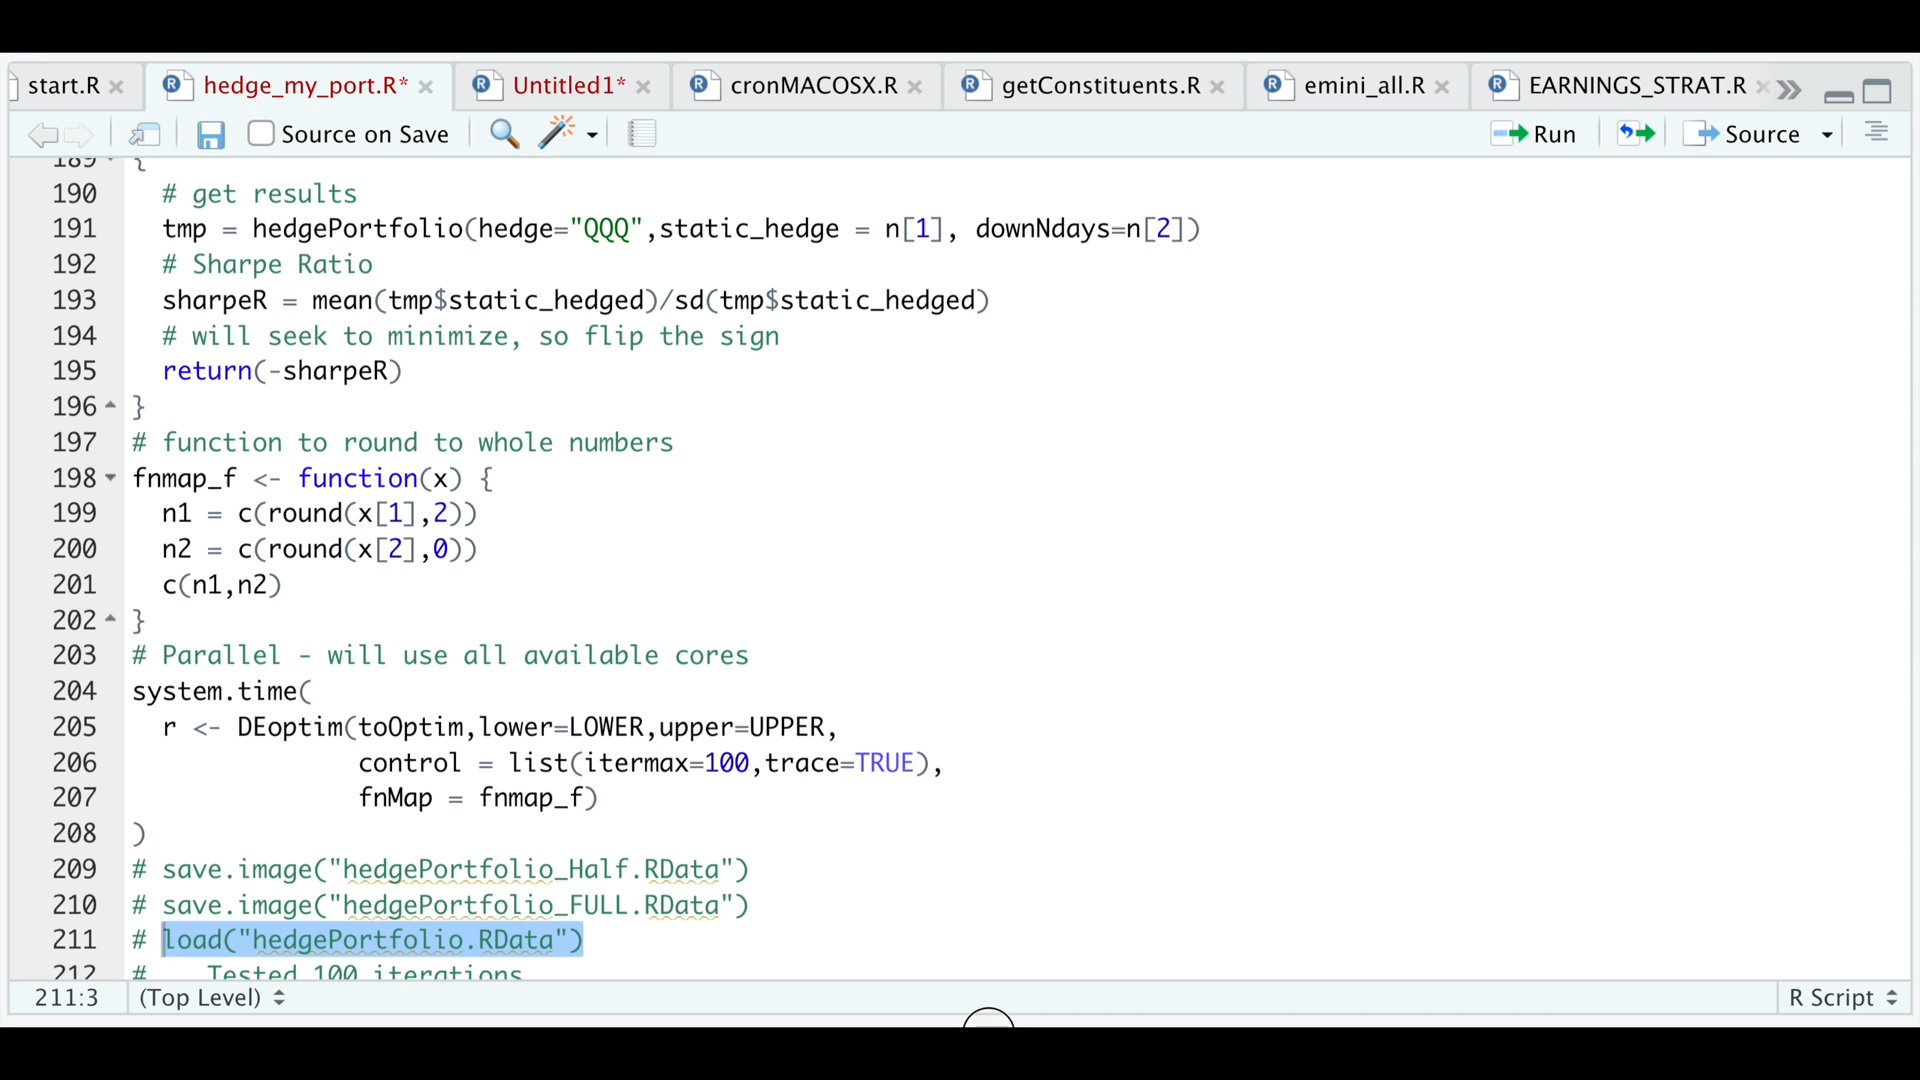 start.R
hedge_my_port.R*
Untitled1*
cronMACOSX.R
getConstituents.R
emini_all.R
EARNINGS_STRAT.R
Source on Save
Run
Source
189 {
190 # get results
191 tmp = hedgePortfolio(hedge="QQQ",static_hedge = n[1], downNdays=n[2])
192 # Sharpe Ratio
193 sharpeR = mean(tmp$static_hedged)/sd(tmp$static_hedged)
194 # will seek to minimize, so flip the sign
195 return(-sharpeR)
196 }
197 # function to round to whole numbers
198 fnmap_f <- function(x) {
199 n1 = c(round(x[1],2))
200 n2 = c(round(x[2],0))
201 c(n1,n2)
202 }
203 # Parallel - will use all available cores
204 system.time(
205 r <- DEoptim(toOptim,lower=LOWER,upper=UPPER,
206 control = list(itermax=100,trace=TRUE),
207 fnMap = fnmap_f)
208 )
209 # save.image("hedgePortfolio_Half.RData")
210 # save.image("hedgePortfolio_FULL.RData")
211 # load("hedgePortfolio.RData")
212 # Tested 100 iterations
211:3 (Top Level) R Script